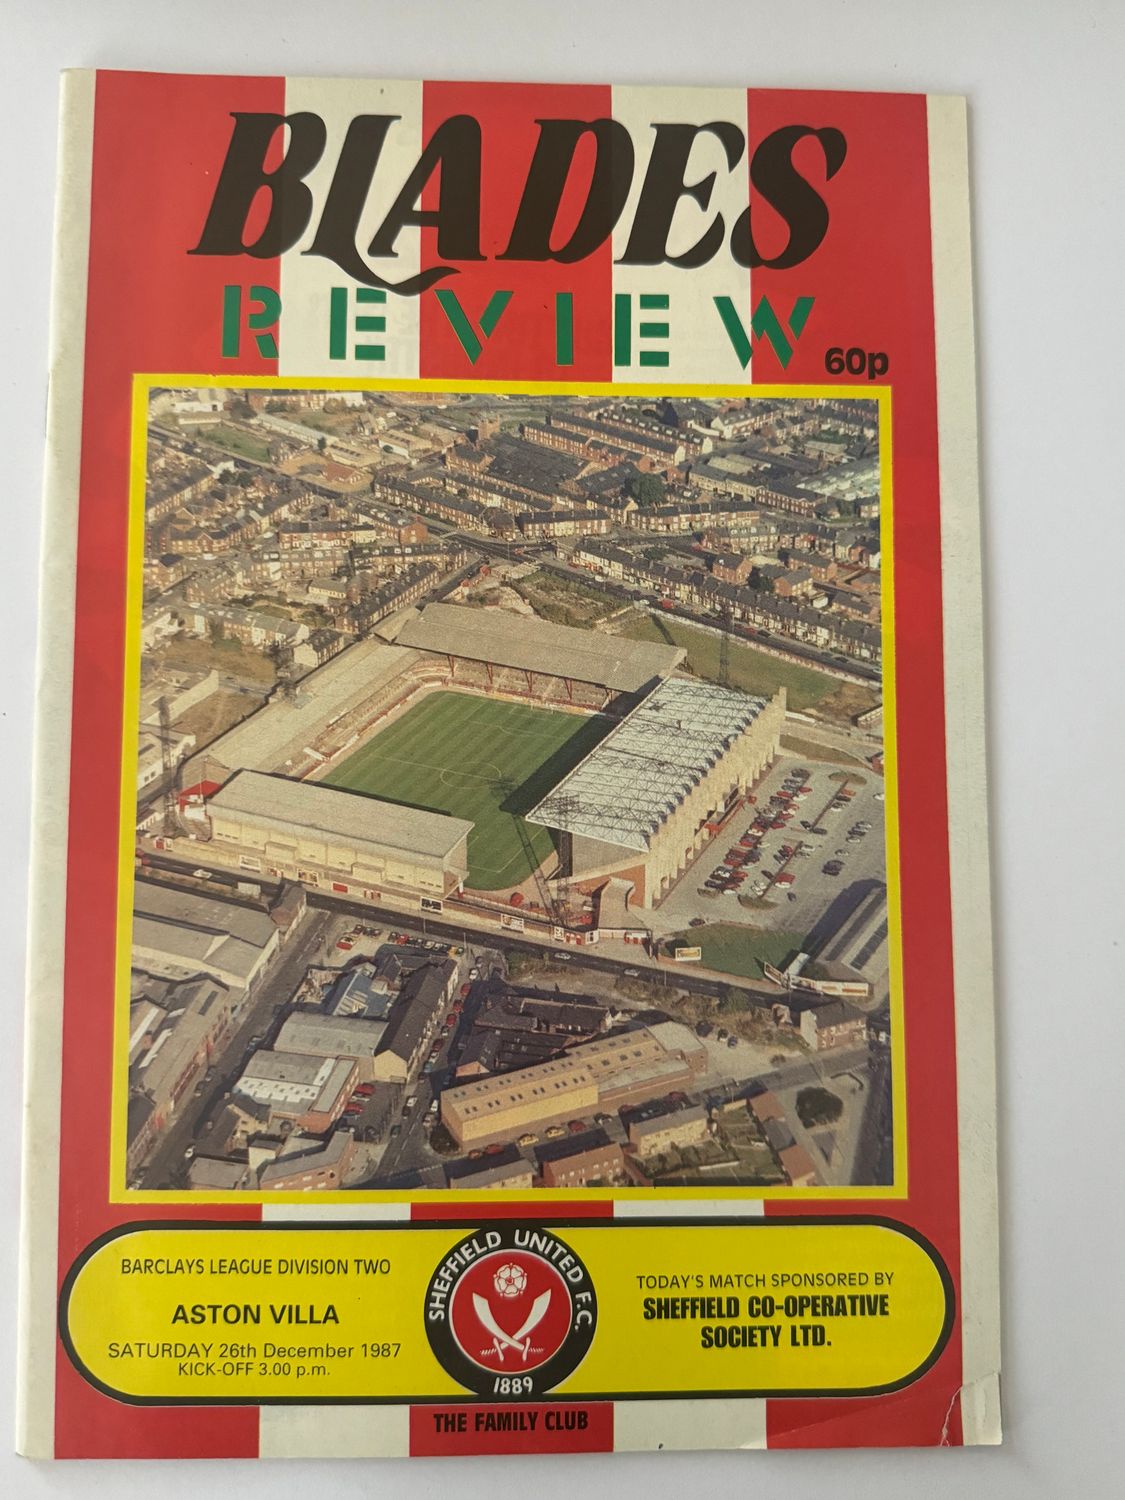 BLADES
REVIEW
60p
BARCLAYS LEAGUE DIVISION TWO
ASTON VILLA
SATURDAY 26th December 1987
KICK-OFF 3.00 p.m.
SHEFFIELD UNITED F.C.
1889
TODAY'S MATCH SPONSORED BY
SHEFFIELD CO-OPERATIVE
SOCIETY LTD.
THE FAMILY CLUB